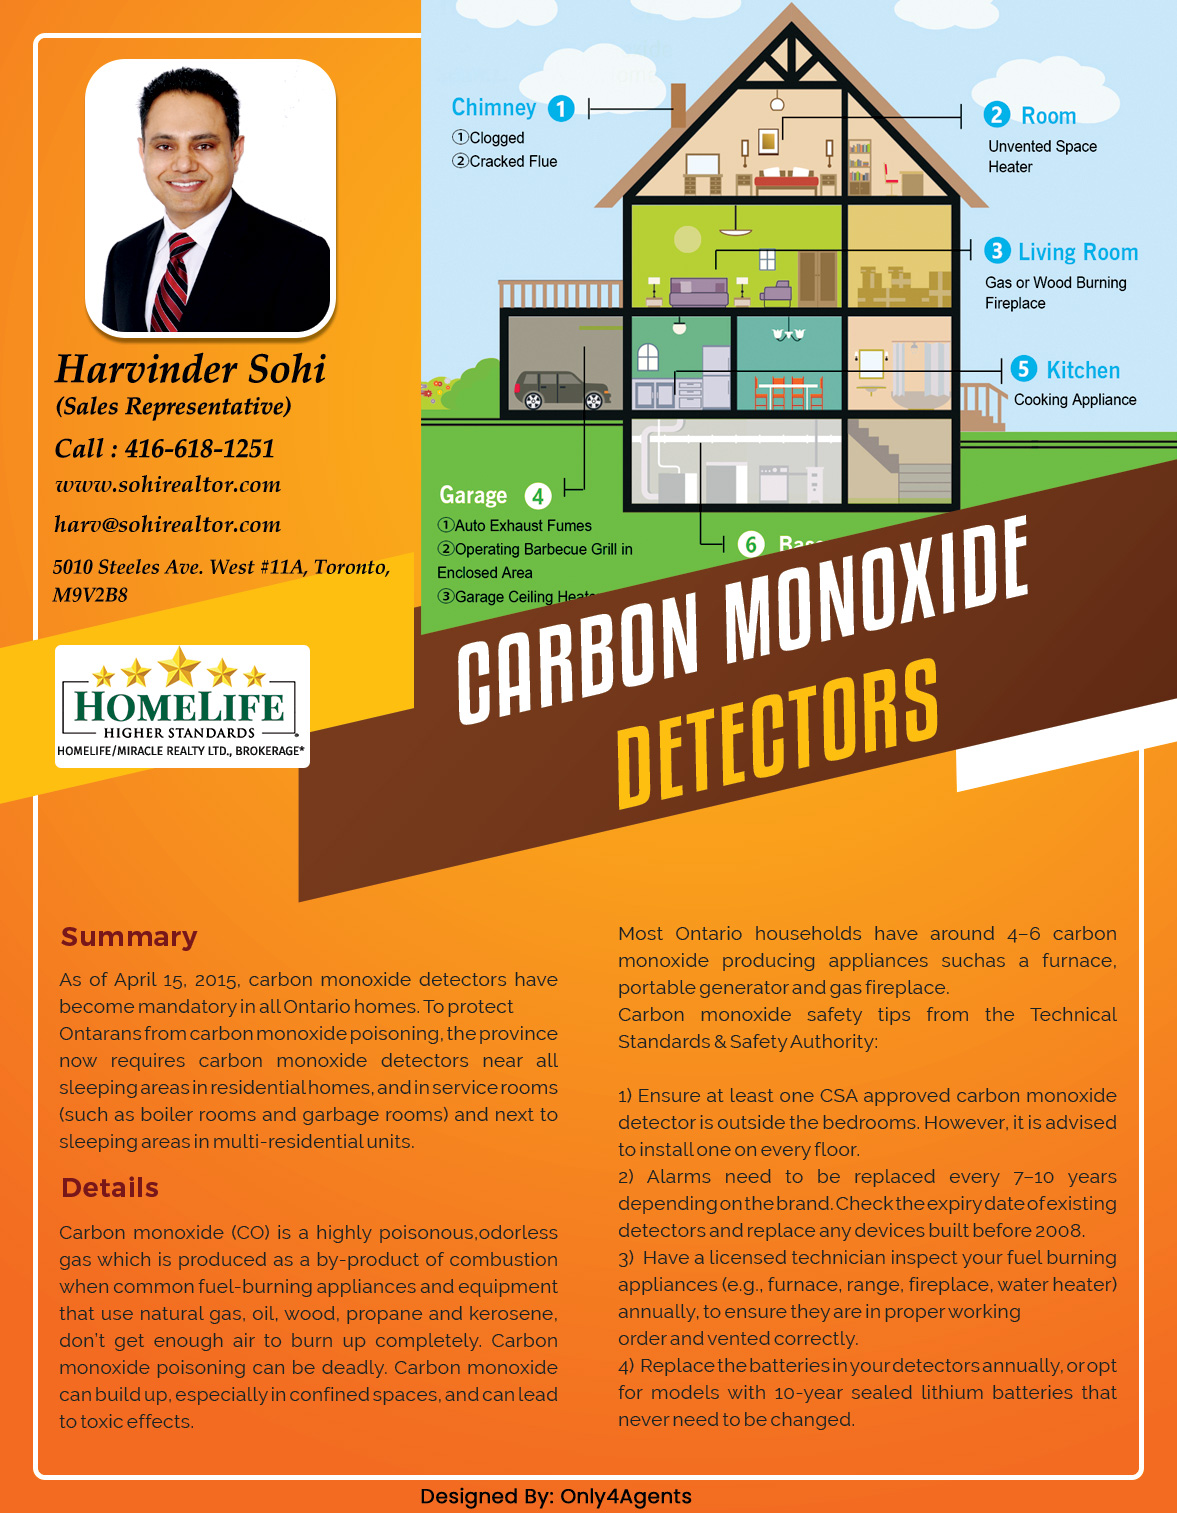 Harvinder Sohi
(Sales Representative)
Call : 416-618-1251
www.sohirealtor.com
harv@sohirealtor.com
5010 Steeles Ave. West #11A, Toronto,
M9V2B8
HOMELIFE
HIGHER STANDARDS
HOMELIFE/MIRACLE REALTY LTD., BROKERAGE*
Chimney 1
①Clogged
②Cracked Flue
2 Room
Unvented Space
Heater
3 Living Room
Gas or Wood Burning
Fireplace
5 Kitchen
Cooking Appliance
Garage 4
①Auto Exhaust Fumes
②Operating Barbecue Grill in
Enclosed Area
③Garage Ceiling
6
CARBON MONOXIDE
DETECTORS
Summary
As of April 15, 2015, carbon monoxide detectors have
become mandatory in all Ontario homes. To protect
Ontarans from carbon monoxide poisoning, the province
now requires carbon monoxide detectors near all
sleeping areas in residential homes, and in service rooms
(such as boiler rooms and garbage rooms) and next to
sleeping areas in multi-residential units.
Details
Carbon monoxide (CO) is a highly poisonous,odorless
gas which is produced as a by-product of combustion
when common fuel-burning appliances and equipment
that use natural gas, oil, wood, propane and kerosene,
don't get enough air to burn up completely. Carbon
monoxide poisoning can be deadly. Carbon monoxide
can build up, especially in confined spaces, and can lead
to toxic effects.
Most Ontario households have around 4–6 carbon
monoxide producing appliances suchas a furnace,
portable generator and gas fireplace.
Carbon monoxide safety tips from the Technical
Standards & Safety Authority:
1) Ensure at least one CSA approved carbon monoxide
detector is outside the bedrooms. However, it is advised
to install one on every floor.
2) Alarms need to be replaced every 7–10 years
depending on the brand. Check the expiry date of existing
detectors and replace any devices built before 2008.
3) Have a licensed technician inspect your fuel burning
appliances (e.g., furnace, range, fireplace, water heater)
annually, to ensure they are in proper working
order and vented correctly.
4) Replace the batteries in your detectors annually, or opt
for models with 10-year sealed lithium batteries that
never need to be changed.
Designed By: Only4Agents